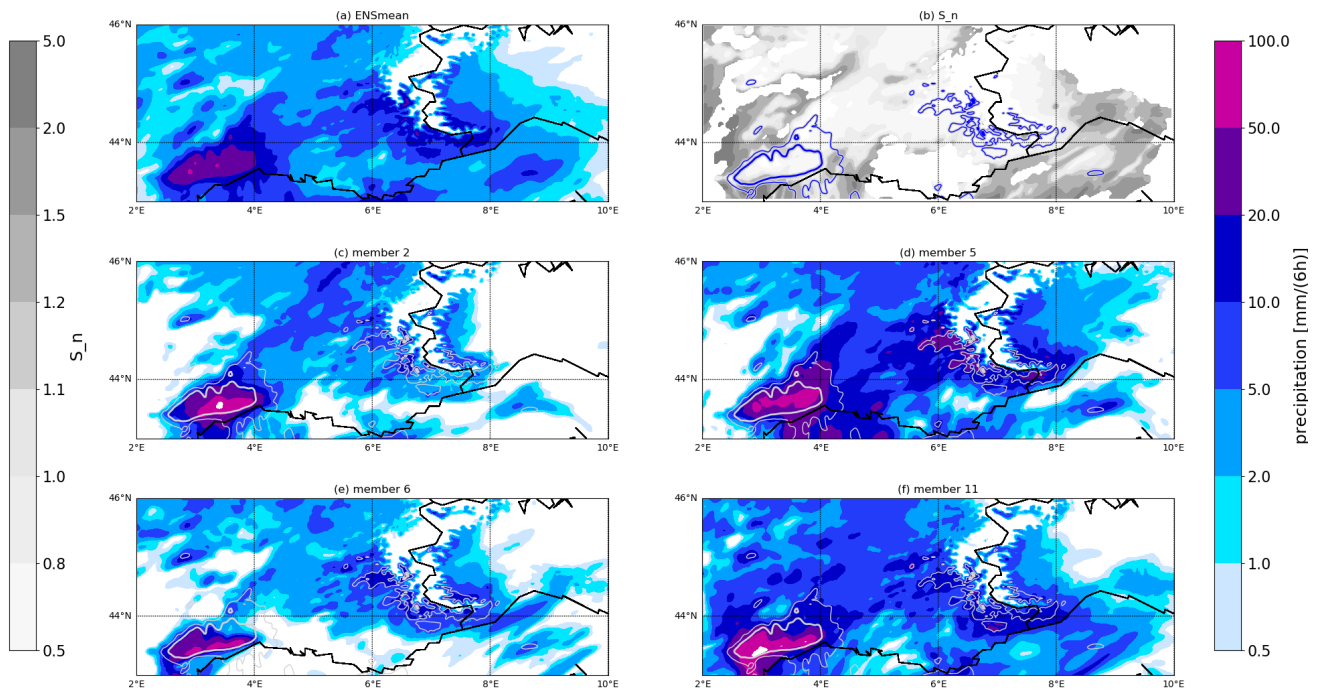 (a) ENSmean
46°N
44°N
2°E 4°E 6°E 8°E 10°E
(b) S_n
46°N
44°N
2°E 4°E 6°E 8°E 10°E
(c) member 2
46°N
44°N
2°E 4°E 6°E 8°E 10°E
(d) member 5
46°N
44°N
2°E 4°E 6°E 8°E 10°E
(e) member 6
46°N
44°N
2°E 4°E 6°E 8°E 10°E
(f) member 11
46°N
44°N
2°E 4°E 6°E 8°E 10°E
5.0
2.0
1.5
1.2
1.1
1.0
0.8
0.5
S_n
100.0
50.0
20.0
10.0
5.0
2.0
1.0
0.5
precipitation [mm/(6h)]